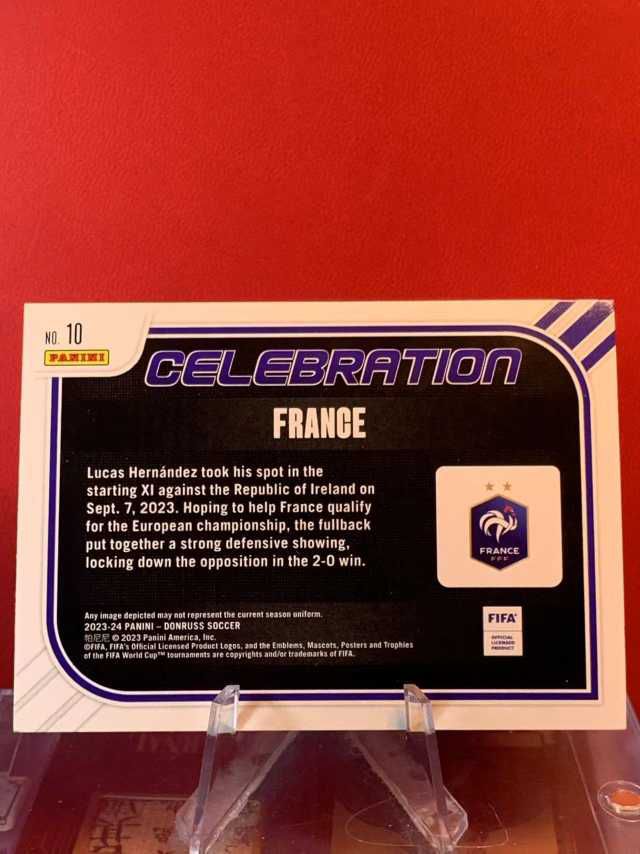 NO. 10
PANINI
CELEBRATION
FRANCE
Lucas Hernández took his spot in the
starting XI against the Republic of Ireland on
Sept. 7, 2023. Hoping to help France qualify
for the European championship, the fullback
put together a strong defensive showing,
locking down the opposition in the 2-0 win.
FRANCE
FFF
Any image depicted may not represent the current season uniform.
2023-24 PANINI – DONRUSS SOCCER
帕尼尼 © 2023 Panini America, Inc.
©FIFA, FIFA's Official Licensed Product Logos, and the Emblems, Mascots, Posters and Trophies
of the FIFA World Cup™ tournaments are copyrights and/or trademarks of FIFA.
FIFA
OFFICIAL
LICENSED
PRODUCT